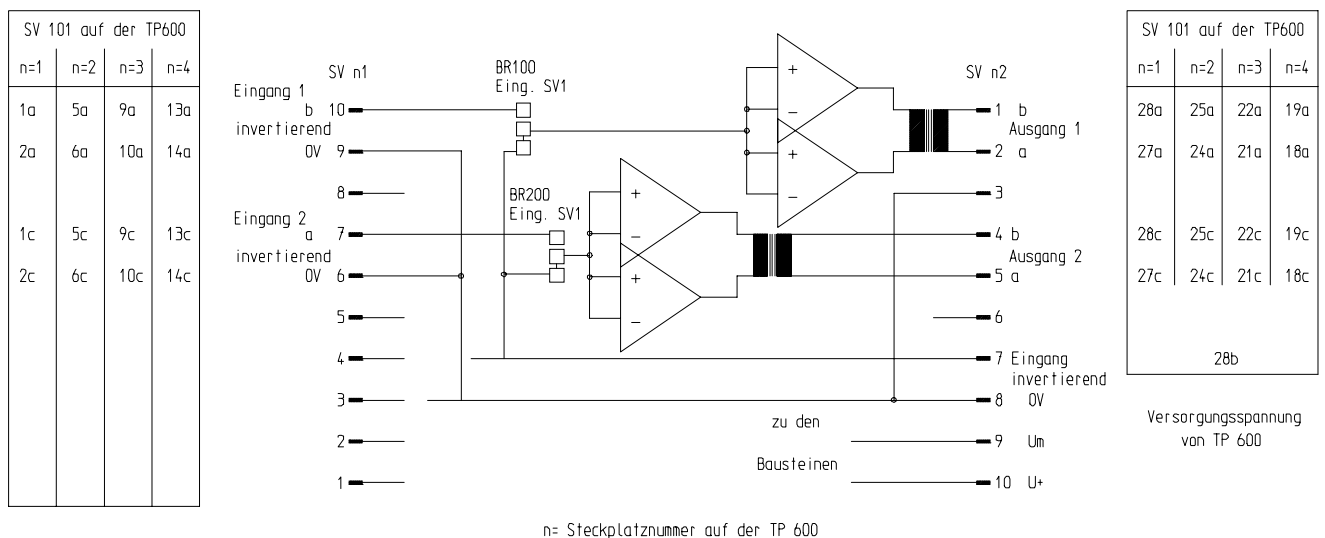 SV 101 auf der TP600
n=1 n=2 n=3 n=4
1a 5a 9a 13a
2a 6a 10a 14a
1c 5c 9c 13c
2c 6c 10c 14c
SV n1
Eingang 1
b 10
invertierend
0V 9
8
Eingang 2
a 7
invertierend
0V 6
5
4
3
2
1
BR100
Eing. SV1
BR200
Eing. SV1
+
−
+
−
+
−
+
−
zu den
Bausteinen
SV n2
1 b
Ausgang 1
2 a
3
4 b
Ausgang 2
5 a
6
7 Eingang
invertierend
8 0V
9 Um
10 U+
SV 101 auf der TP600
n=1 n=2 n=3 n=4
28a 25a 22a 19a
27a 24a 21a 18a
28c 25c 22c 19c
27c 24c 21c 18c
28b
Versorgungsspannung
von TP 600
n= Steckplatznummer auf der TP 600